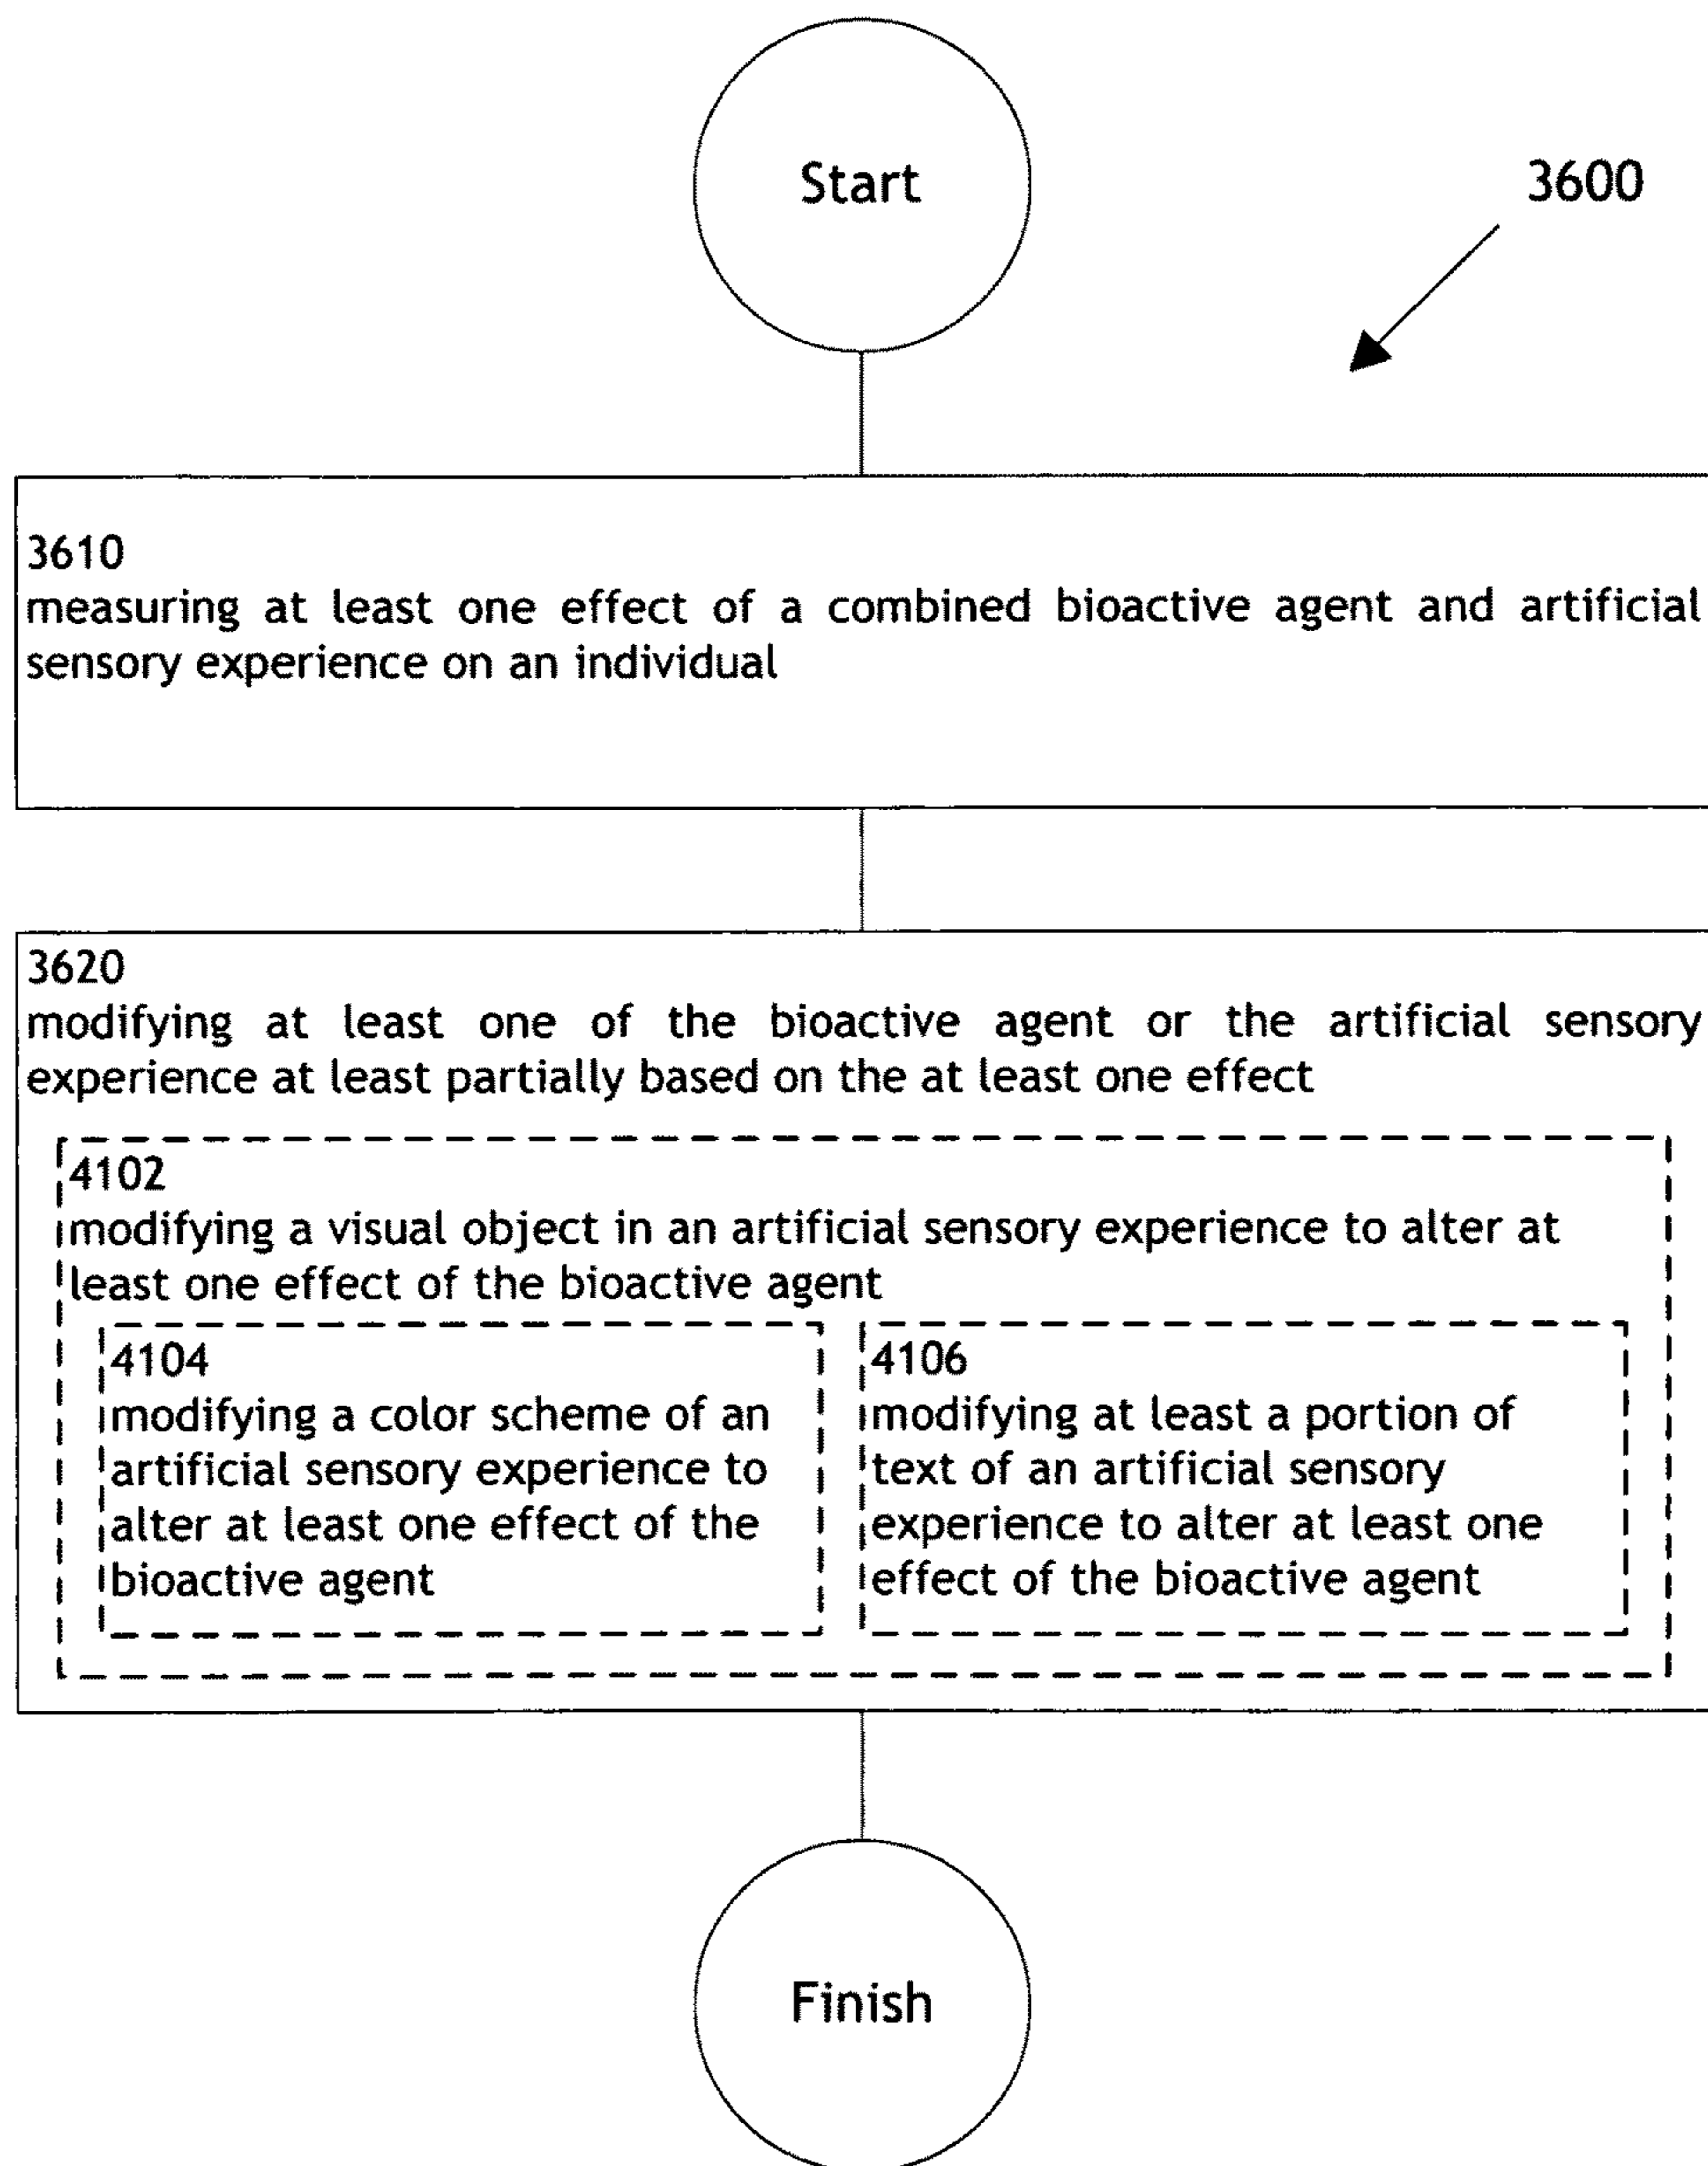 Start
3600
3610
measuring at least one effect of a combined bioactive agent and artificial
sensory experience on an individual
3620
modifying at least one of the bioactive agent or the artificial sensory
experience at least partially based on the at least one effect
4102
modifying a visual object in an artificial sensory experience to alter at
least one effect of the bioactive agent
4104
modifying a color scheme of an
artificial sensory experience to
alter at least one effect of the
bioactive agent
4106
modifying at least a portion of
text of an artificial sensory
experience to alter at least one
effect of the bioactive agent
Finish